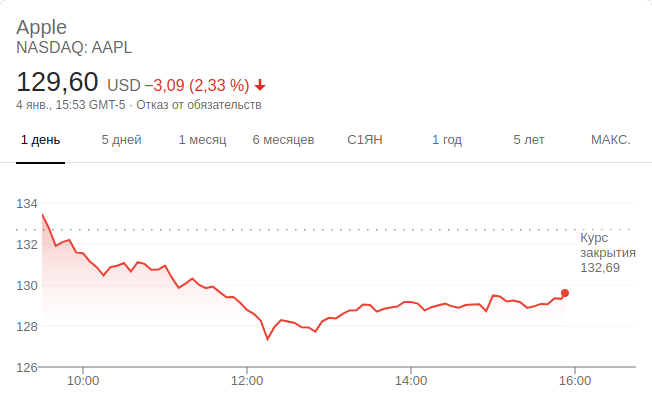 Apple
NASDAQ: AAPL
129,60 USD −3,09 (2,33 %)
4 янв., 15:53 GMT-5 · Отказ от обязательств
1 день 5 дней 1 месяц 6 месяцев С1ЯН 1 год 5 лет МАКС.
134
132
130
128
126
Курс
закрытия
132,69
10:00 12:00 14:00 16:00